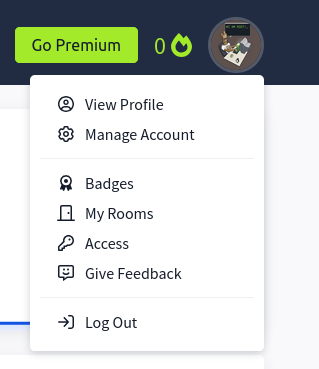 Go Premium
0
View Profile
Manage Account
Badges
My Rooms
Access
Give Feedback
Log Out